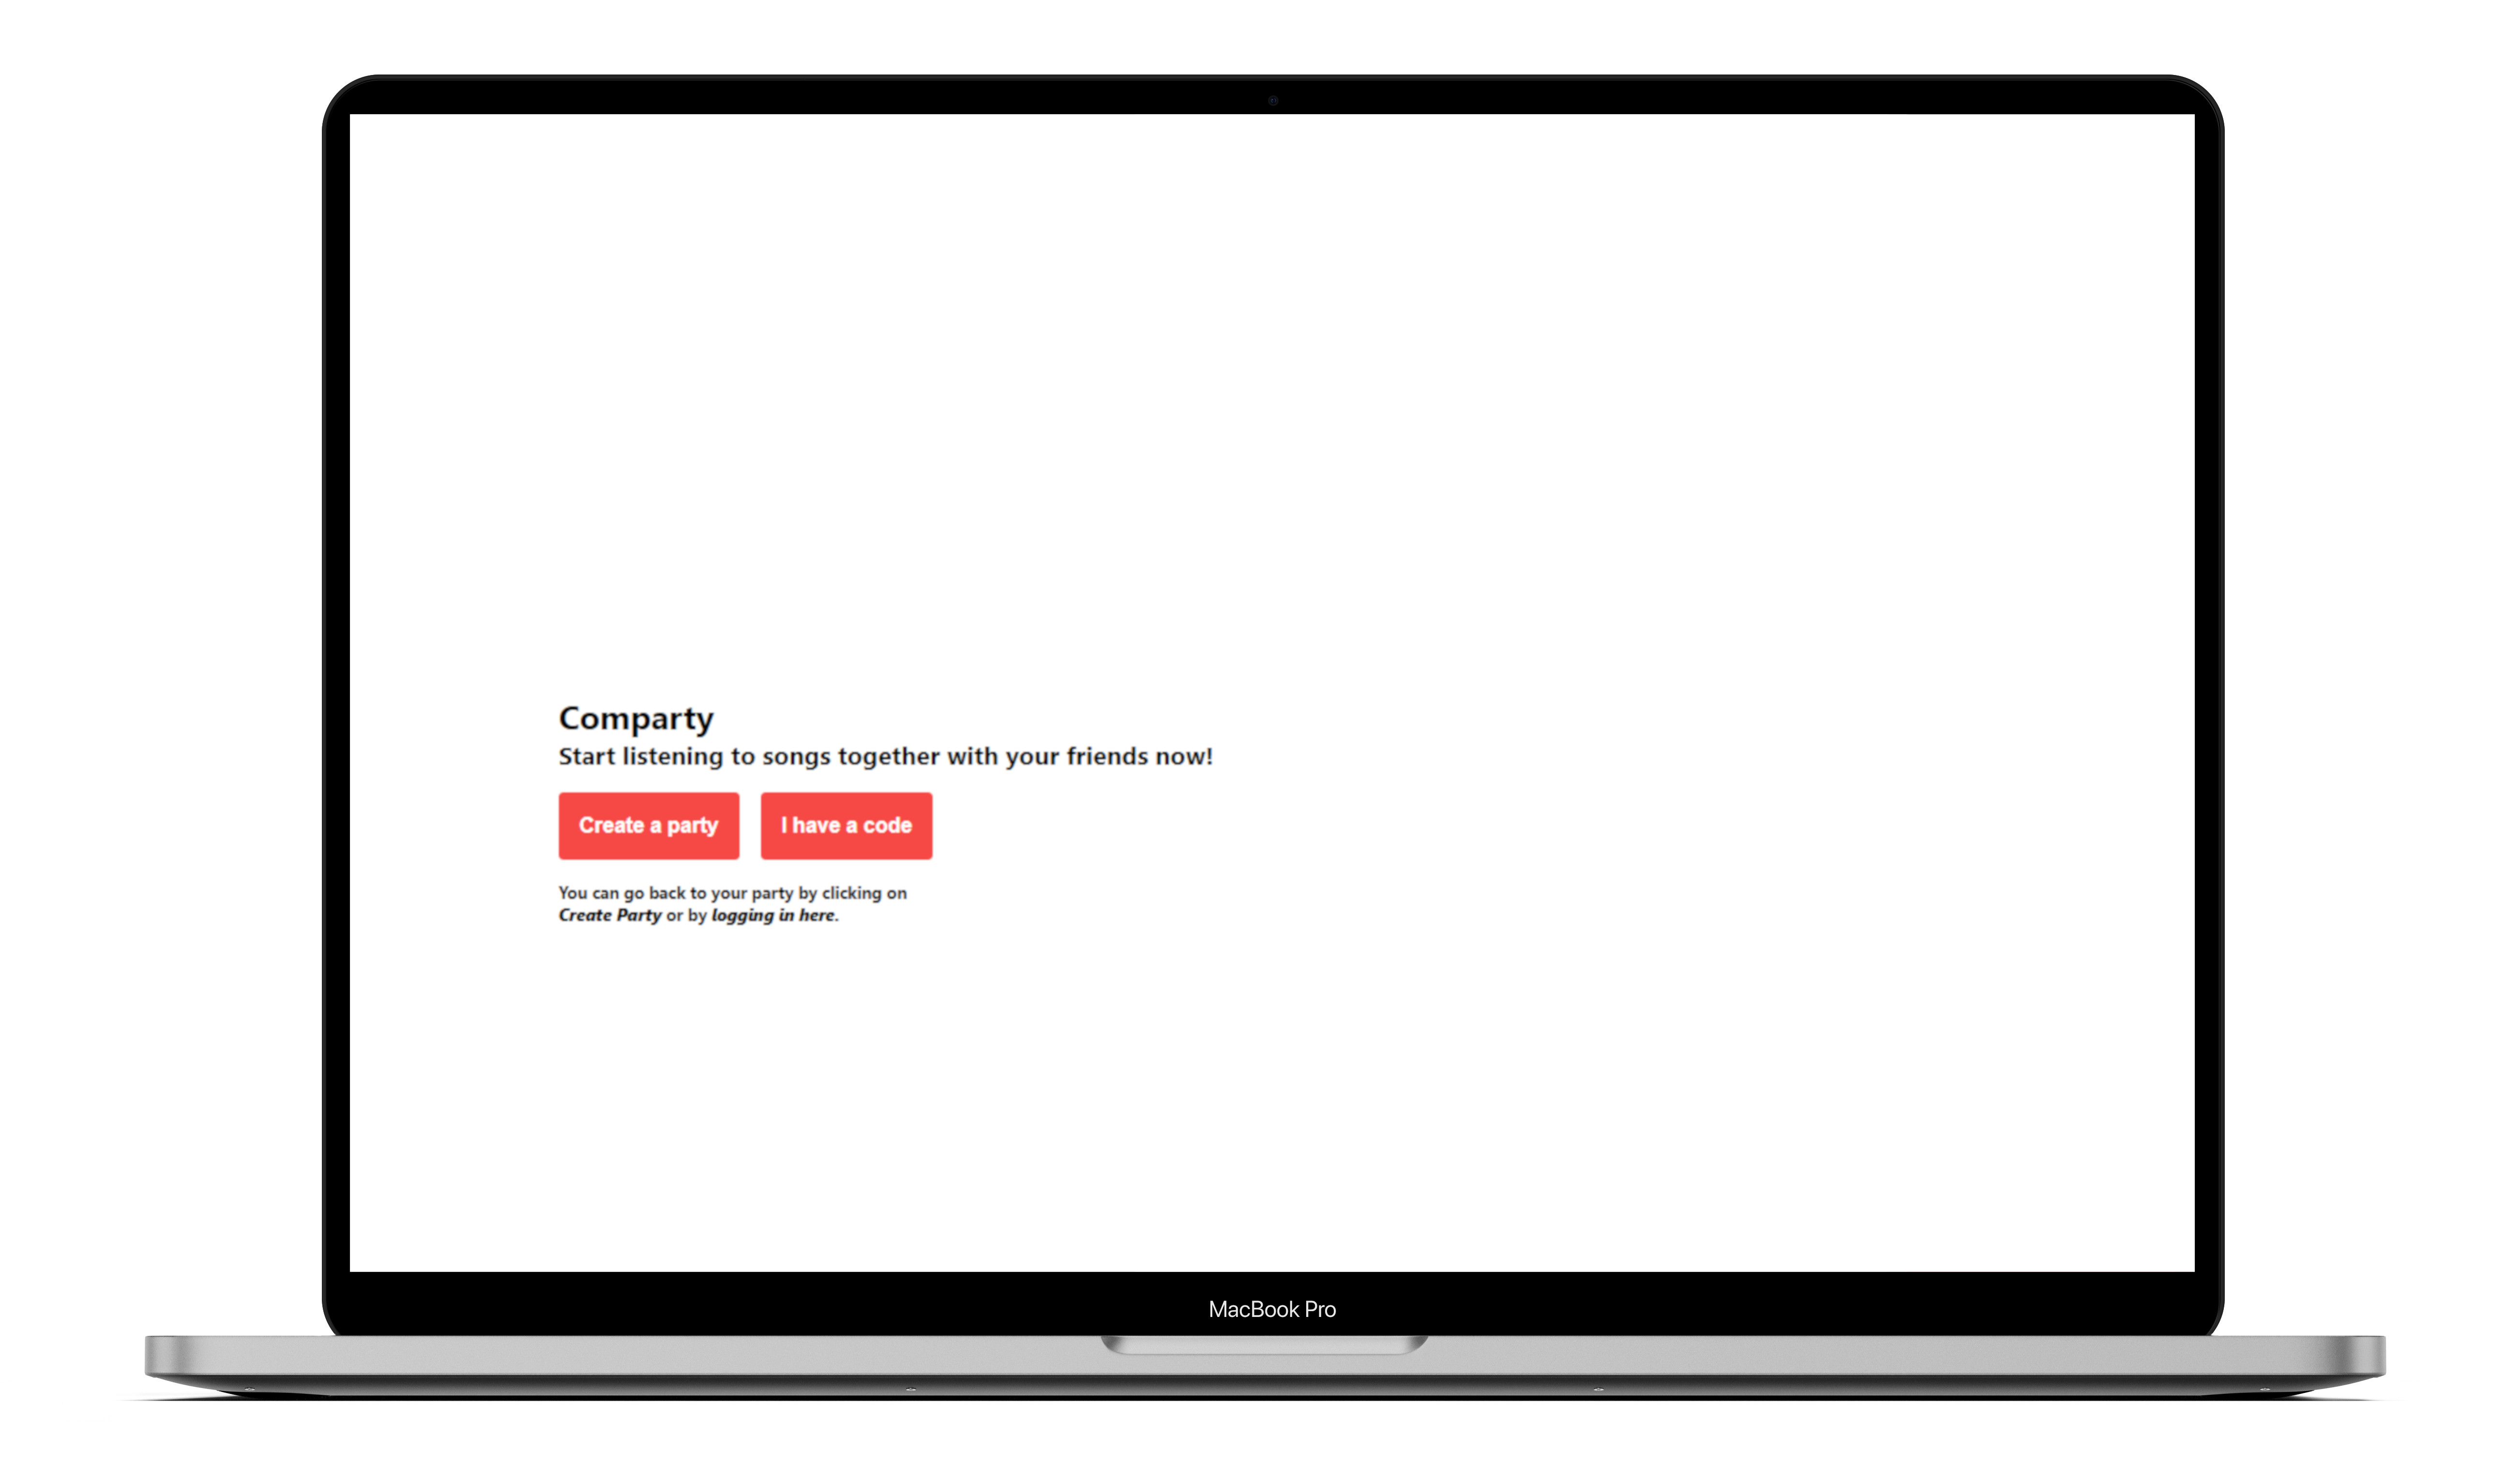 Comparty
Start listening to songs together with your friends now!
Create a party
I have a code
You can go back to your party by clicking on
Create Party or by logging in here.
MacBook Pro